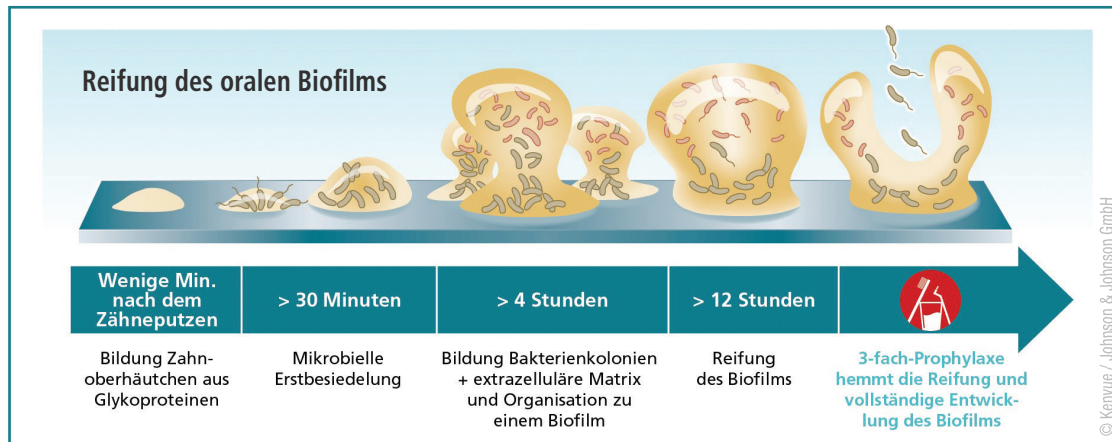 Reifung des oralen Biofilms
Wenige Min.
nach dem
Zähneputzen
> 30 Minuten
> 4 Stunden
> 12 Stunden
Bildung Zahn-
oberhäutchen aus
Glykoproteinen
Mikrobielle
Erstbesiedelung
Bildung Bakterienkolonien
+ extrazelluläre Matrix
und Organisation zu
einem Biofilm
Reifung
des Biofilms
3-fach-Prophylaxe
hemmt die Reifung und
vollständige Entwick-
lung des Biofilms
© Kenvue / Johnson & Johnson GmbH